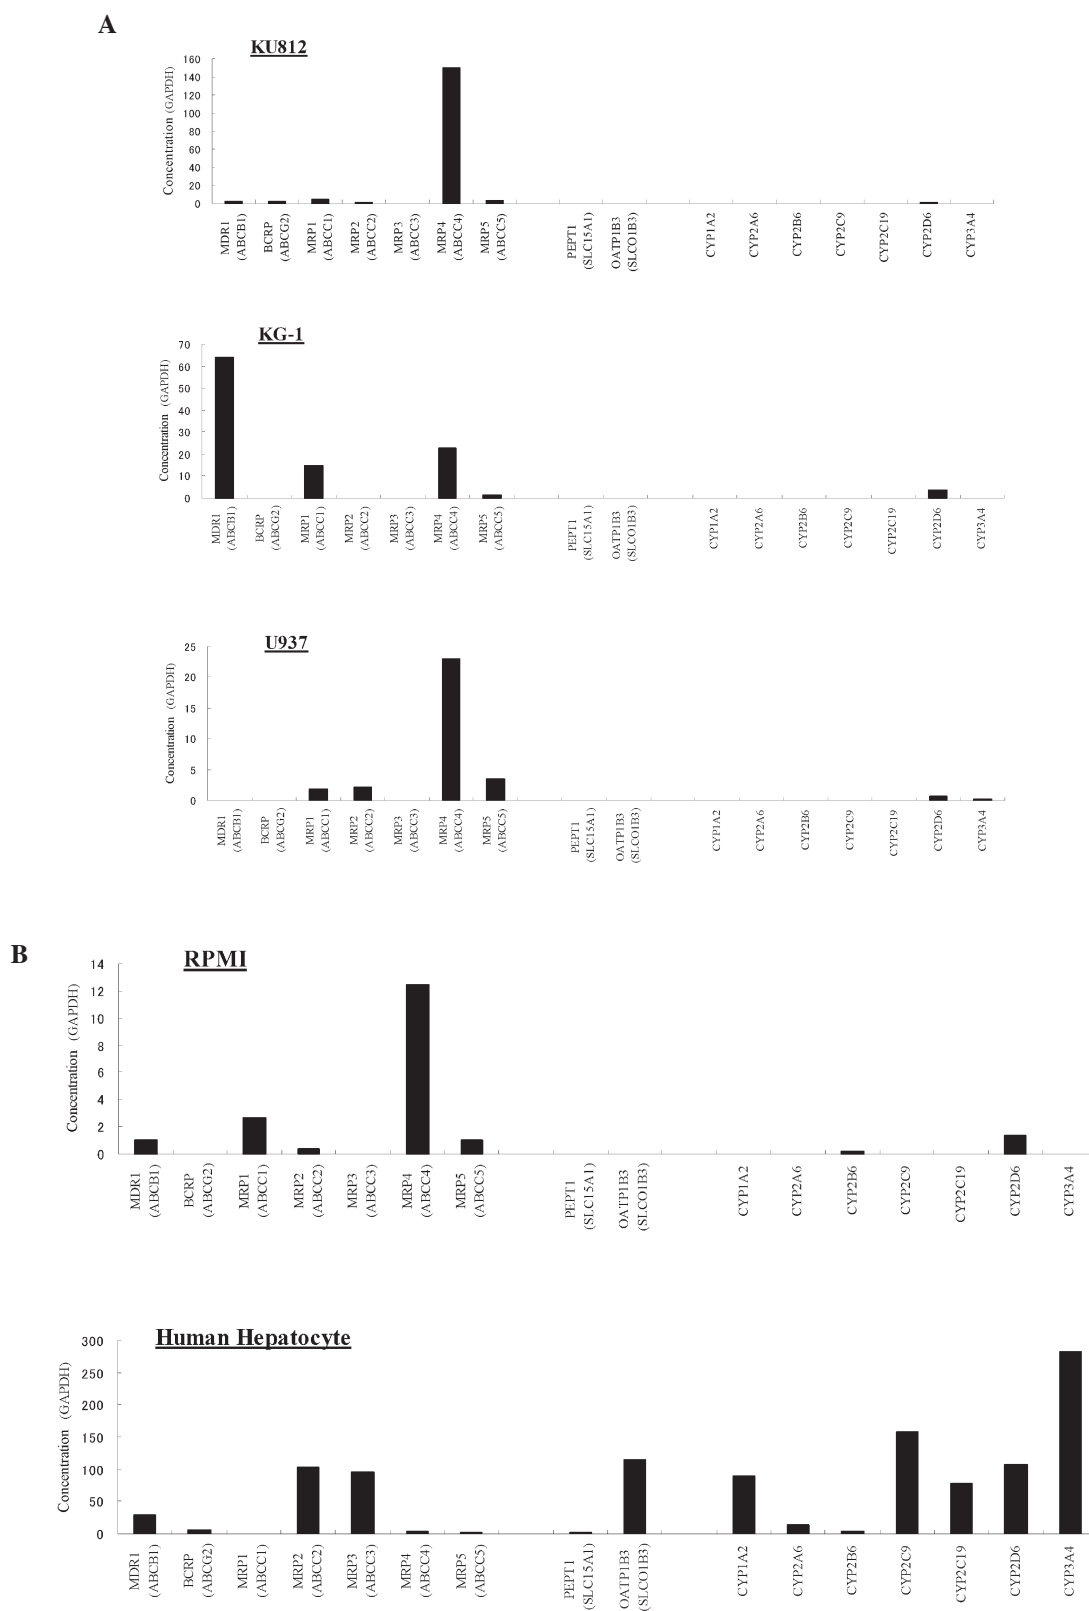 A
KU812
Concentration (GAPDH)
160
140
120
100
80
60
40
20
0
MDR1
(ABCB1)
BCRP
(ABCG2)
MRP1
(ABCC1)
MRP2
(ABCC2)
MRP3
(ABCC3)
MRP4
(ABCC4)
MRP5
(ABCC5)
PEPT1
(SLC15A1)
OATP1B3
(SLCO1B3)
CYP1A2
CYP2A6
CYP2B6
CYP2C9
CYP2C19
CYP2D6
CYP3A4
KG-1
Concentration (GAPDH)
70
60
50
40
30
20
10
0
MDR1
(ABCB1)
BCRP
(ABCG2)
MRP1
(ABCC1)
MRP2
(ABCC2)
MRP3
(ABCC3)
MRP4
(ABCC4)
MRP5
(ABCC5)
PEPT1
(SLC15A1)
OATP1B3
(SLCO1B3)
CYP1A2
CYP2A6
CYP2B6
CYP2C9
CYP2C19
CYP2D6
CYP3A4
U937
Concentration (GAPDH)
25
20
15
10
5
0
MDR1
(ABCB1)
BCRP
(ABCG2)
MRP1
(ABCC1)
MRP2
(ABCC2)
MRP3
(ABCC3)
MRP4
(ABCC4)
MRP5
(ABCC5)
PEPT1
(SLC15A1)
OATP1B3
(SLCO1B3)
CYP1A2
CYP2A6
CYP2B6
CYP2C9
CYP2C19
CYP2D6
CYP3A4
B
RPMI
Concentration (GAPDH)
14
12
10
8
6
4
2
0
MDR1
(ABCB1)
BCRP
(ABCG2)
MRP1
(ABCC1)
MRP2
(ABCC2)
MRP3
(ABCC3)
MRP4
(ABCC4)
MRP5
(ABCC5)
PEPT1
(SLC15A1)
OATP1B3
(SLCO1B3)
CYP1A2
CYP2A6
CYP2B6
CYP2C9
CYP2C19
CYP2D6
CYP3A4
Human Hepatocyte
Concentration (GAPDH)
300
250
200
150
100
50
0
MDR1
(ABCB1)
BCRP
(ABCG2)
MRP1
(ABCC1)
MRP2
(ABCC2)
MRP3
(ABCC3)
MRP4
(ABCC4)
MRP5
(ABCC5)
PEPT1
(SLC15A1)
OATP1B3
(SLCO1B3)
CYP1A2
CYP2A6
CYP2B6
CYP2C9
CYP2C19
CYP2D6
CYP3A4